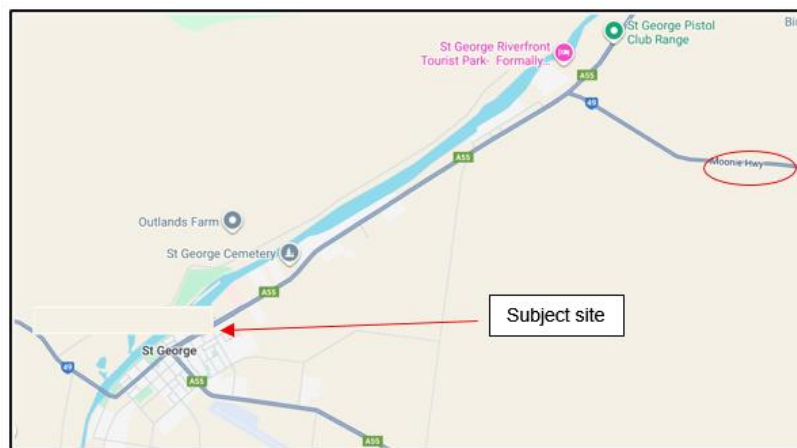 St George Pistol
Club Range
Bi
St George Riverfront
Tourist Park- Formally...
A55
49
A55
Moonie Hwy
Outlands Farm
St George Cemetery
A55
Subject site
St George
49
A55
A55